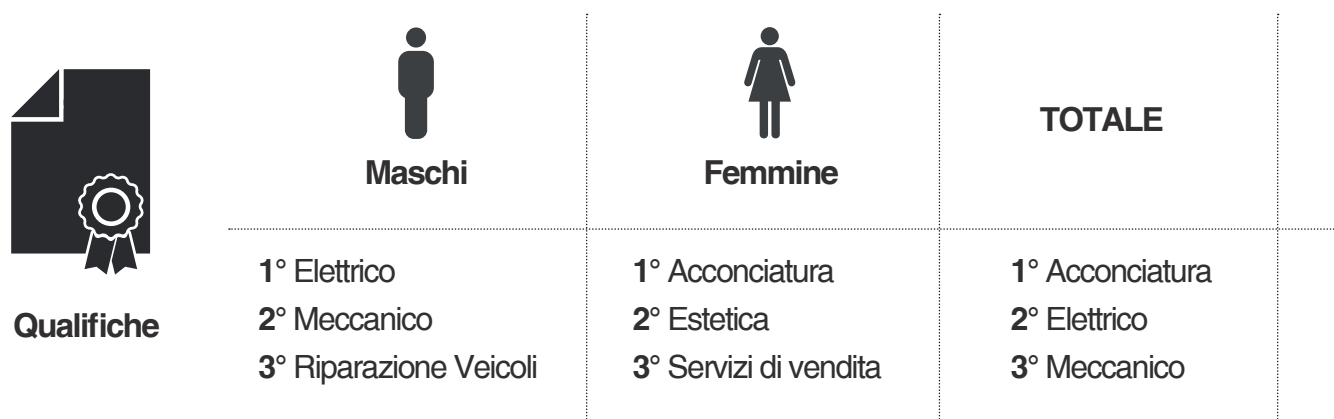 Maschi
Femmine
TOTALE
Qualifiche
1° Elettrico
2° Meccanico
3° Riparazione Veicoli
1° Acconciatura
2° Estetica
3° Servizi di vendita
1° Acconciatura
2° Elettrico
3° Meccanico